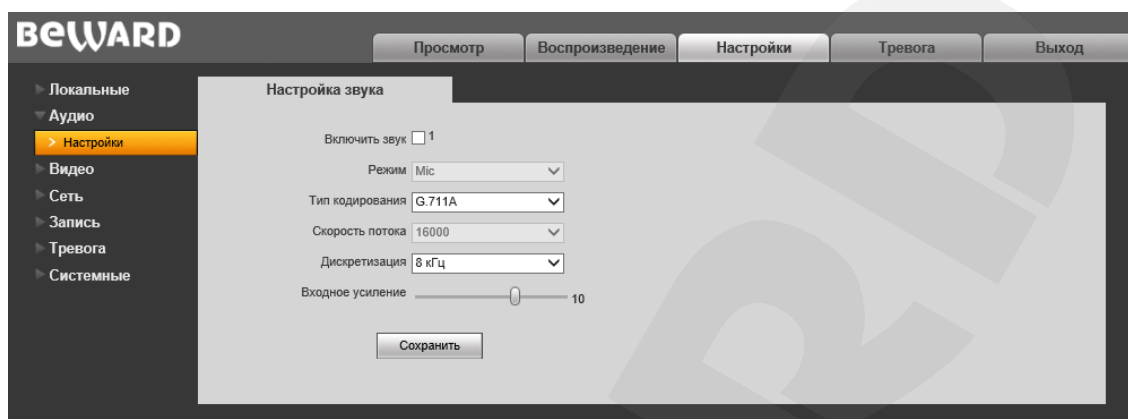 BEWARD
Просмотр Воспроизведение Настройки Тревога Выход
Локальные
Аудио
> Настройки
Видео
Сеть
Запись
Тревога
Системные
Настройка звука
Включить звук 1
Режим Mic
Тип кодирования G.711A
Скорость потока 16000
Дискретизация 8 кГц
Входное усиление 10
Сохранить